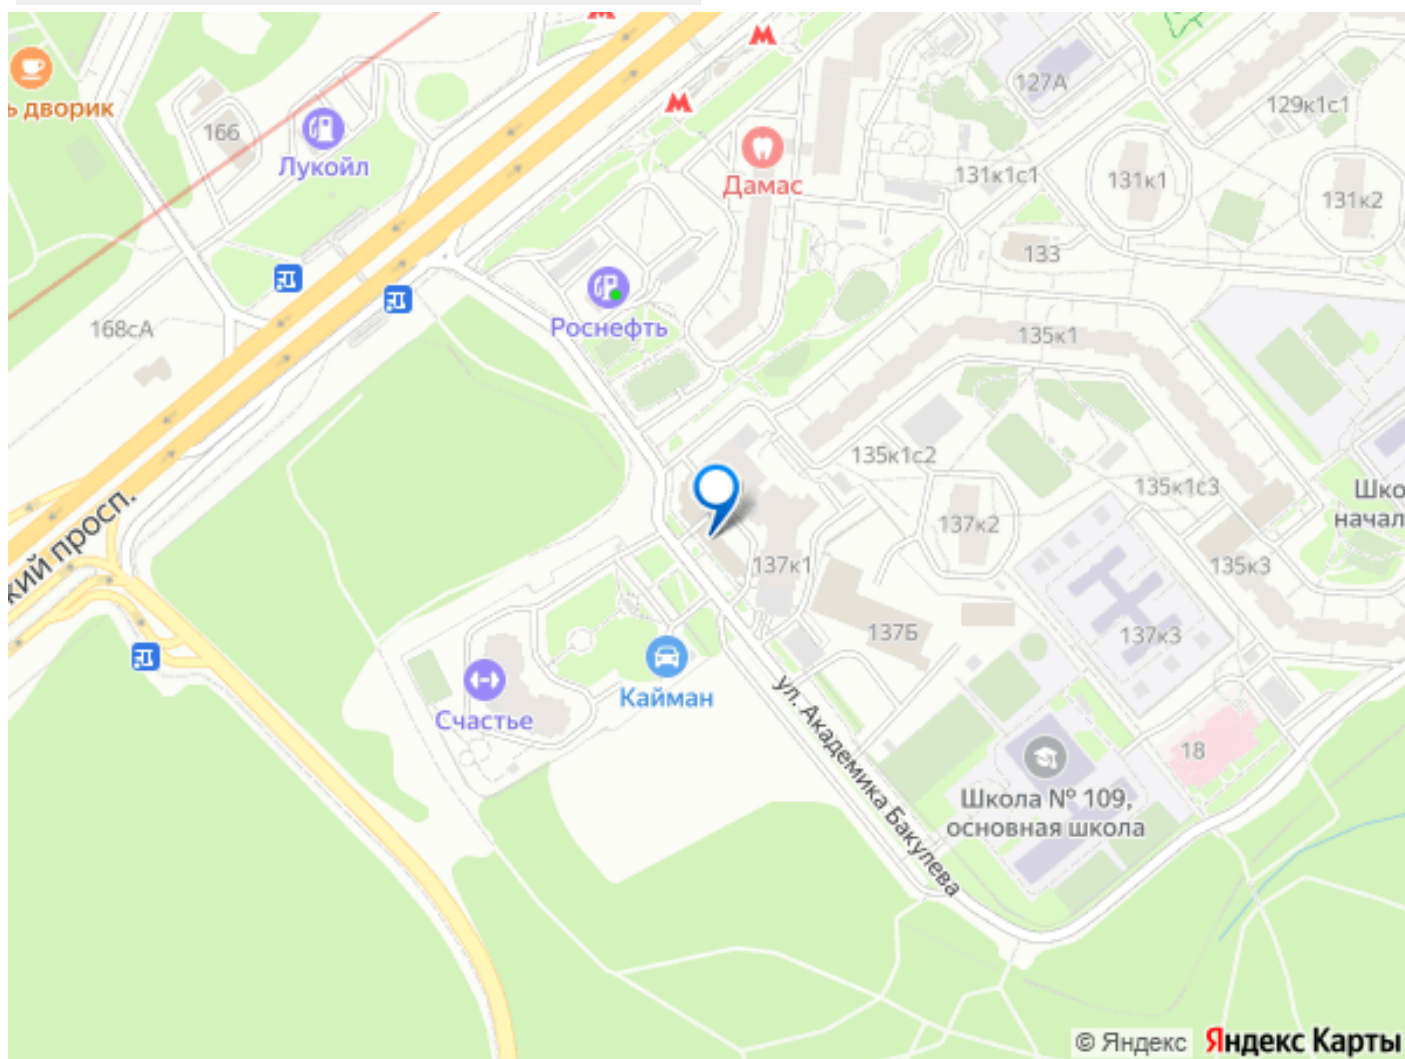 ь дворик
166
Лукойл
168сА
кий просп.
Дамас
Роснефть
127А
129к1с1
131к1с1
131к1
131к2
133
135к1
135к1с2
135к1с3
135к3
137к2
137к1
137Б
137к3
Шко
начал
Счастье
Кайман
ул. Академика Бакулева
18
Школа № 109,
основная школа
© Яндекс Яндекс Карты